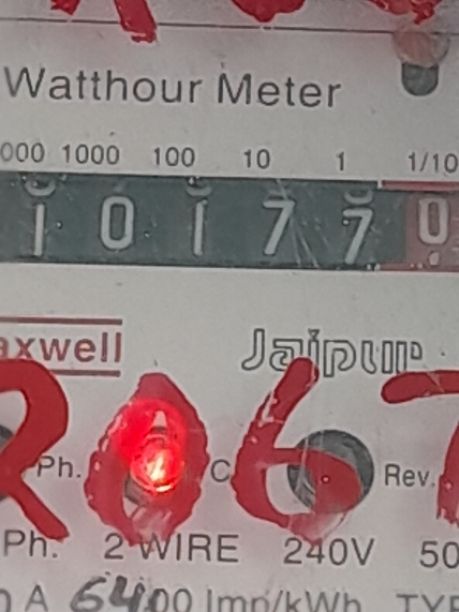 Watthour Meter
000 1000 100 10 1 1/10
1 0 1 7 7 0
axwell Jaipur
R067
Ph. C Rev.
Ph. 2 WIRE 240V 50
A 6400 Imp/kWh TYP